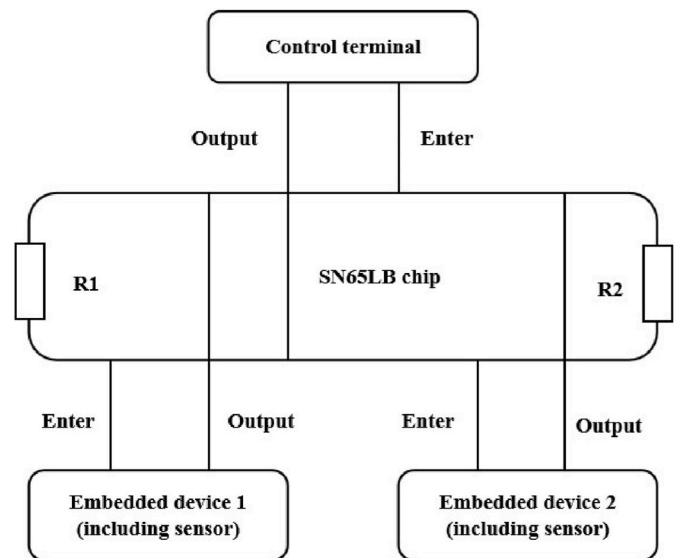 Control terminal
Output
Enter
R1
SN65LB chip
R2
Enter
Output
Enter
Output
Embedded device 1
(including sensor)
Embedded device 2
(including sensor)